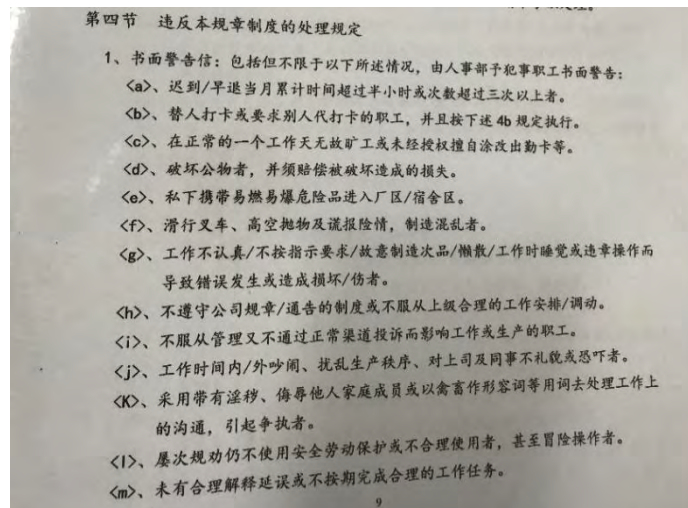 第四节 违反本规章制度的处理规定
1、书面警告信：包括但不限于以下所述情况，由人事部予犯事职工书面警告：
<a>、迟到/早退当月累计时间超过半小时或次数超过三次以上者。
<b>、替人打卡或要求别人代打卡的职工，并且按下述4b规定执行。
<c>、在正常的一个工作天无故旷工或未经授权擅自涂改出勤卡等。
<d>、破坏公物者，并须赔偿被破坏造成的损失。
<e>、私下携带易燃易爆危险品进入厂区/宿舍区。
<f>、滑行叉车、高空抛物及谎报险情，制造混乱者。
<g>、工作不认真/不按指示要求/故意制造次品/懒散/工作时睡觉或违章操作而
导致错误发生或造成损坏/伤者。
<h>、不遵守公司规章/通告的制度或不服从上级合理的工作安排/调动。
<i>、不服从管理又不通过正常渠道投诉而影响工作或生产的职工。
<j>、工作时间内/外吵闹、扰乱生产秩序、对上司及同事不礼貌或恐吓者。
<K>、采用带有淫秽、侮辱他人家庭成员或以禽畜作形容词等用词去处理工作上
的沟通，引起争执者。
<l>、屡次规劝仍不使用安全劳动保护或不合理使用者，甚至冒险操作者。
<m>、未有合理解释延误或不按期完成合理的工作任务。
9